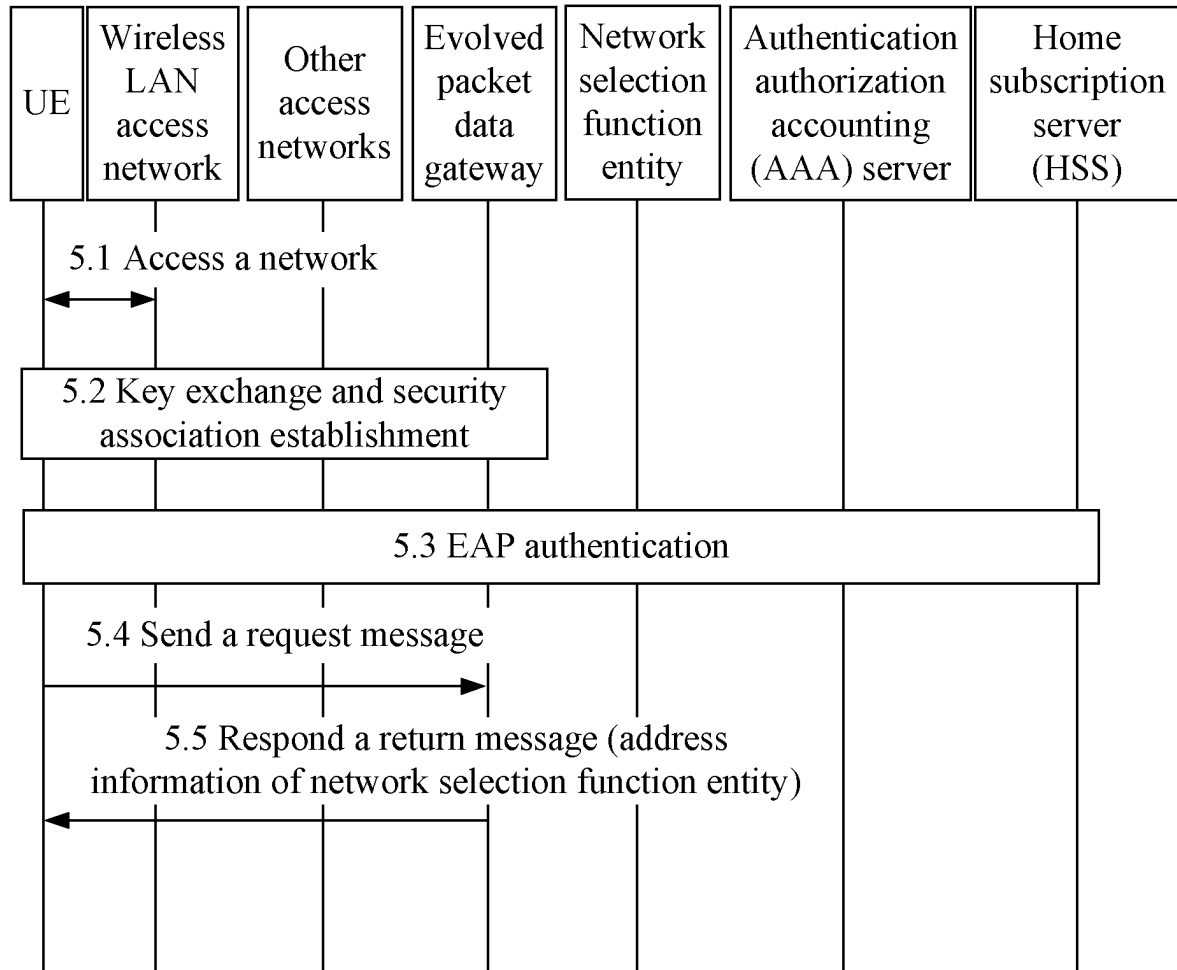 UE
Wireless
LAN
access
network
Other
access
networks
Evolved
packet
data
gateway
Network
selection
function
entity
Authentication
authorization
accounting
(AAA) server
Home
subscription
server
(HSS)
5.1 Access a network
5.2 Key exchange and security
association establishment
5.3 EAP authentication
5.4 Send a request message
5.5 Respond a return message (address
information of network selection function entity)